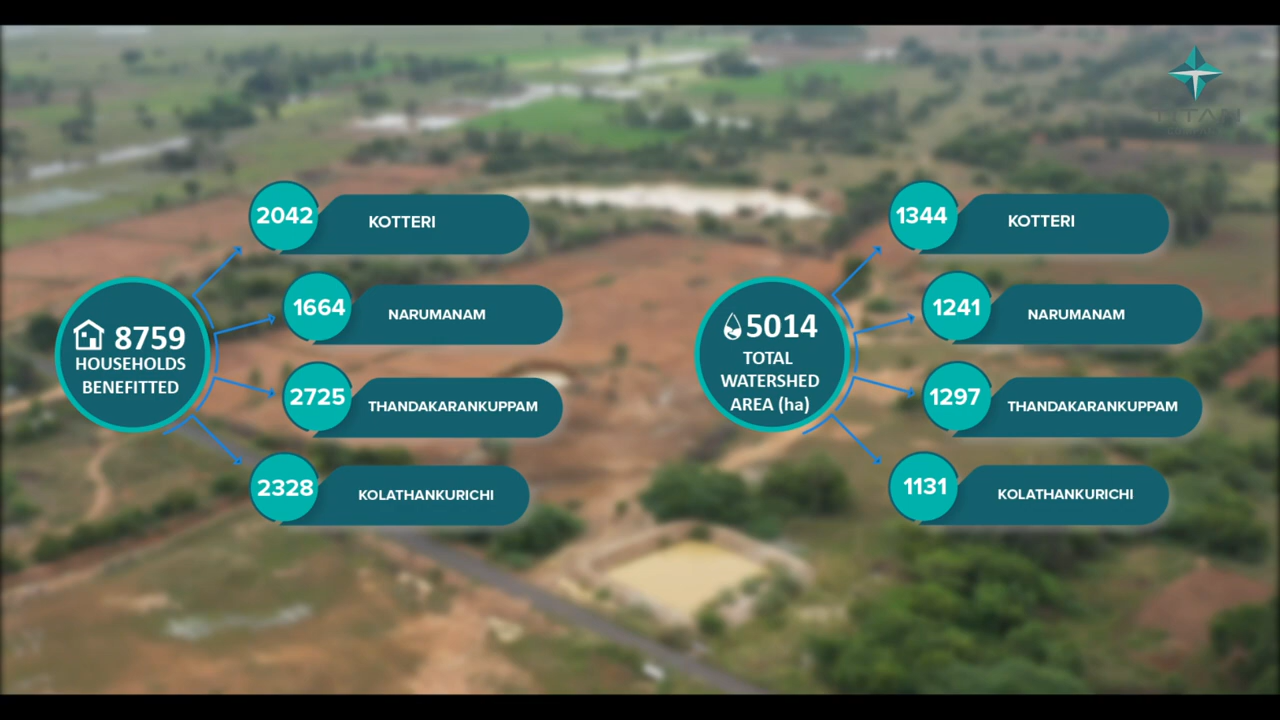 8759
HOUSEHOLDS
BENEFITTED
2042
KOTTERI
1664
NARUMANAM
2725
THANDAKARANKUPPAM
2328
KOLATHANKURICHI
5014
TOTAL
WATERSHED
AREA (ha)
1344
KOTTERI
1241
NARUMANAM
1297
THANDAKARANKUPPAM
1131
KOLATHANKURICHI